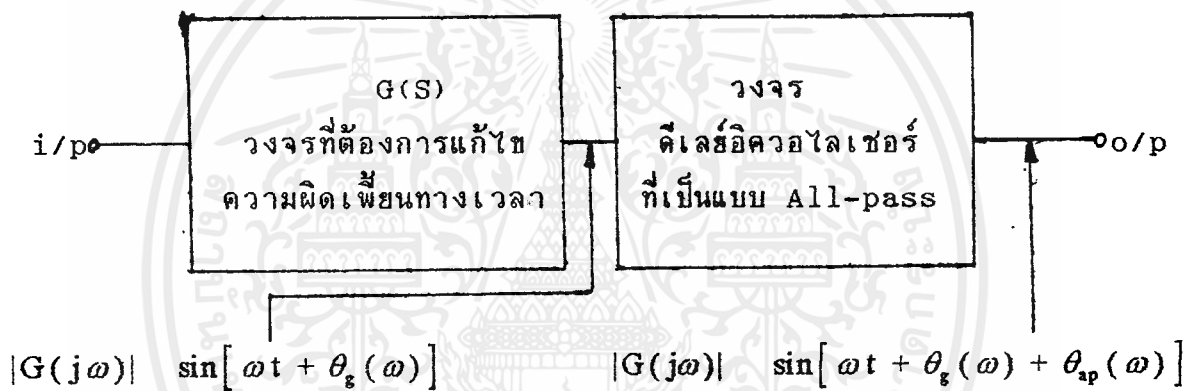 G(S)
วงจรที่ต้องการแก้ไข
ความผิดเพี้ยนทางเวลา
วงจร
ดีเลย์อิควอไลเซอร์
ที่เป็นแบบ All-pass
i/p
o/p
|G(jω)| sin[ωt + θg(ω)]
|G(jω)| sin[ωt + θg(ω) + θap(ω)]